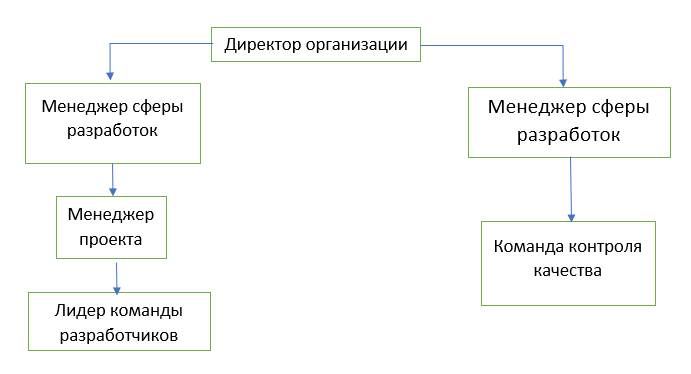 Директор организации
Менеджер сферы
разработок
Менеджер сферы
разработок
Менеджер
проекта
Команда контроля
качества
Лидер команды
разработчиков